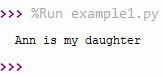 >>> %Run example1.py
Ann is my daughter
>>>